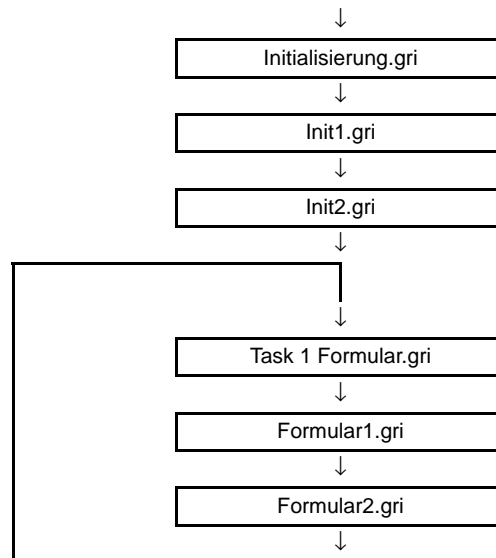 Initialisierung.gri
Init1.gri
Init2.gri
Task 1 Formular.gri
Formular1.gri
Formular2.gri